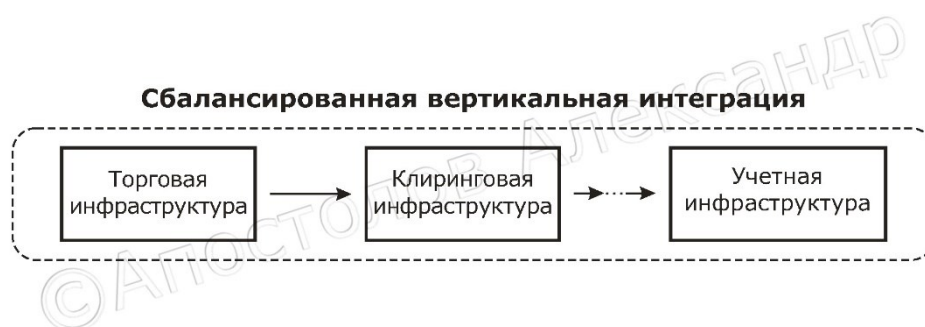 Сбалансированная вертикальная интеграция
Торговая
инфраструктура
Клиринговая
инфраструктура
Учетная
инфраструктура
©Апостолов Александр